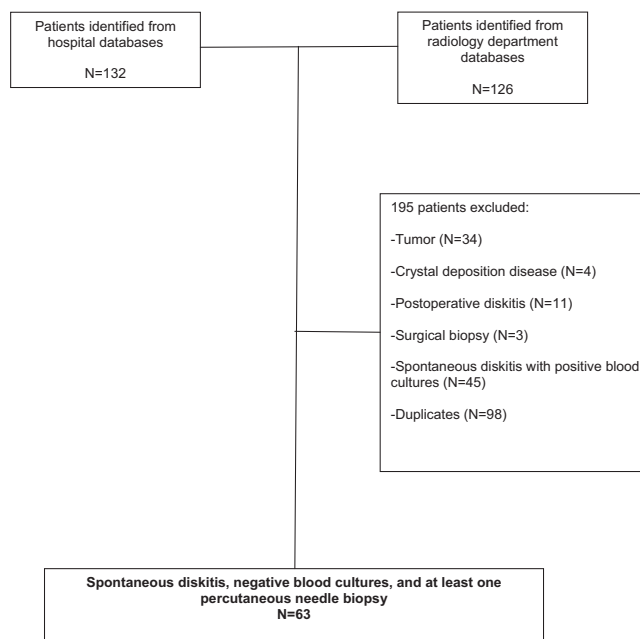 Patients identified from
hospital databases
N=132
Patients identified from
radiology department
databases
N=126
195 patients excluded:
-Tumor (N=34)
-Crystal deposition disease (N=4)
-Postoperative diskitis (N=11)
-Surgical biopsy (N=3)
-Spontaneous diskitis with positive blood
cultures (N=45)
-Duplicates (N=98)
Spontaneous diskitis, negative blood cultures, and at least one
percutaneous needle biopsy
N=63